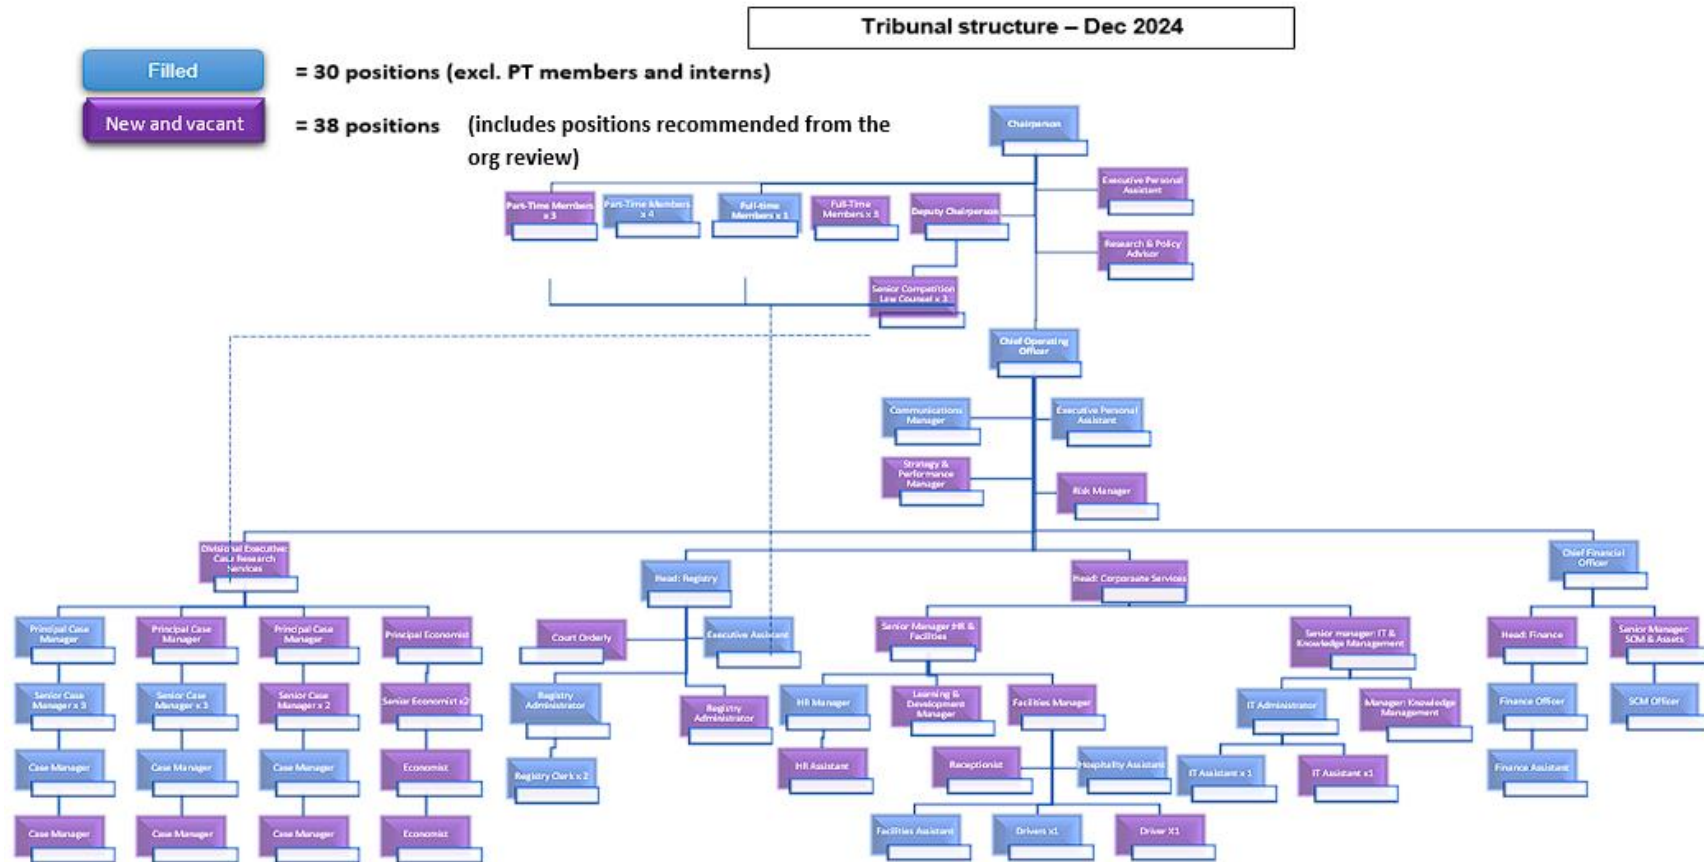 Tribunal structure – Dec 2024
Filled
= 30 positions (excl. PT members and interns)
New and vacant
= 38 positions
(includes positions recommended from the
org review)
Chairperson
Executive Personal
Assistant
Part-Time Members
x 3
Part-Time Members
x 4
Full-time
Full-Time
Deputy Chairperson
Research & Policy
Advisor
Senior Competition
Law Counsel x 3
Chief Operating
Officer
Communications
Manager
Executive Personal
Assistant
Strategy &
Performance
Manager
Risk Manager
Divisional Executive:
Case Research
Services
Head: Registry
Head: Corporaate Services
Chief Financial
Officer
Principal Case
Manager
Principal Case
Manager
Principal Case
Manager
Principal Economist
Court Orderly
Executive Assistant
Senior Manager:HR &
Facilities
Senior manager: IT &
Knowledge Management
Head: Finance
Senior Manager:
SCM & Assets
Senior Case
Manager x 3
Senior Case
Manager x 3
Senior Case
Manager x 2
Senior Economist x2
Registry
Administrator
Registry
Administrator
HR Manager
Learning &
Development
Manager
Facilities Manager
IT Administrator
Manager: Knowledge
Management
Finance Officer
SCM Officer
Case Manager
Case Manager
Case Manager
Economist
Registry Clerk x 2
HR Assistant
Receptionist
Hospitality Assistant
IT Assistant x 1
IT Assistant x1
Finance Assistant
Case Manager
Case Manager
Case Manager
Economist
Facilities Assistant
Drivers x1
Driver X1